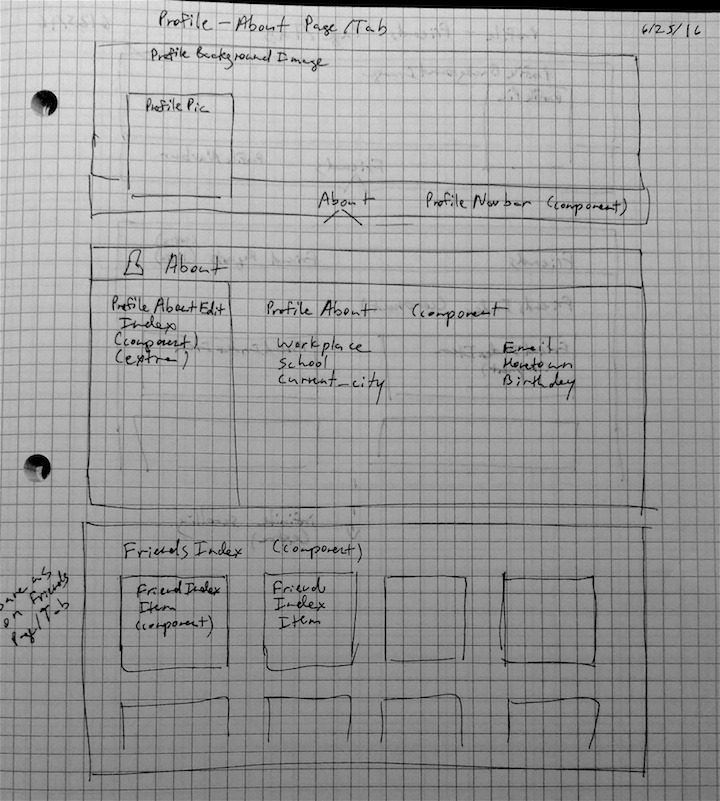 Profile - About Page/Tab
6/25/16
Profile Background Image
Profile Pic
About
Profile Navbar (component)
About
Profile About Edit
Index
(component)
(extra)
Profile About (component
Workplace
School
Current_city
Email
Hometown
Birthday
Friends Index (component)
Friend Index
Item
(component)
Friend
Index
Item
Same as
on Friends
Page/Tab